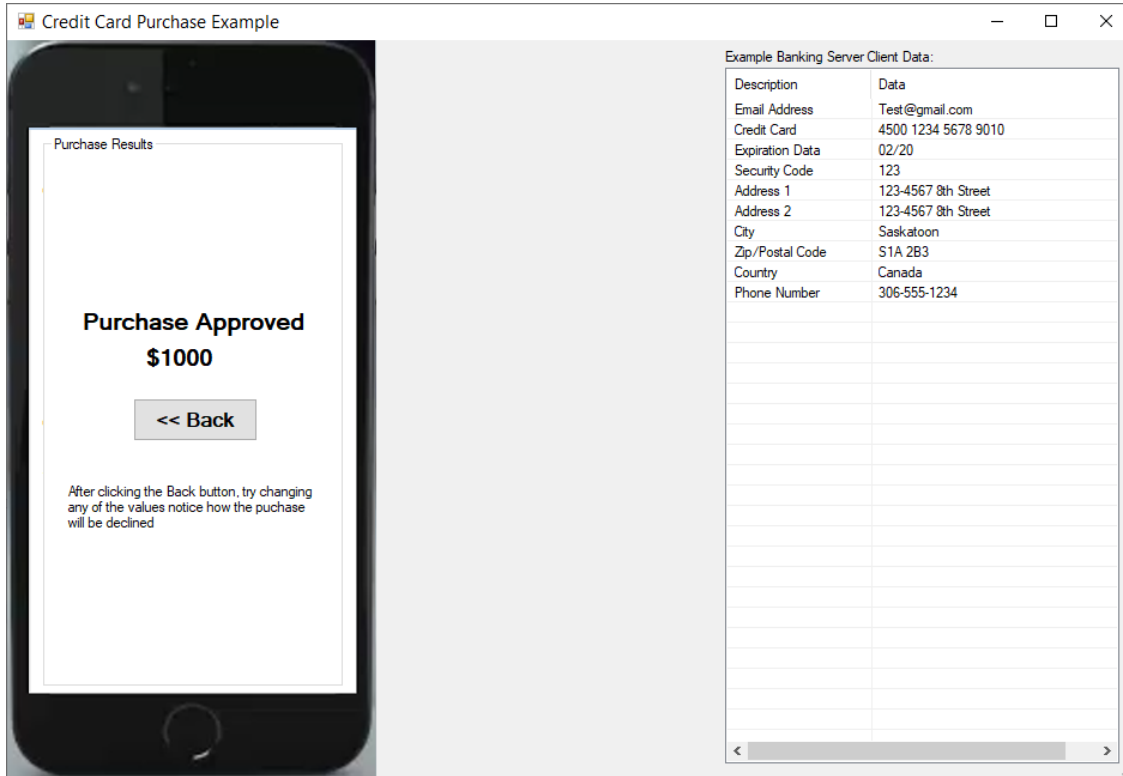 Credit Card Purchase Example
Purchase Results
Purchase Approved
$1000
<< Back
After clicking the Back button, try changing
any of the values notice how the puchase
will be declined
Example Banking Server Client Data:
Description Data
Email Address Test@gmail.com
Credit Card 4500 1234 5678 9010
Expiration Data 02/20
Security Code 123
Address 1 123-4567 8th Street
Address 2 123-4567 8th Street
City Saskatoon
Zip/Postal Code S1A 2B3
Country Canada
Phone Number 306-555-1234